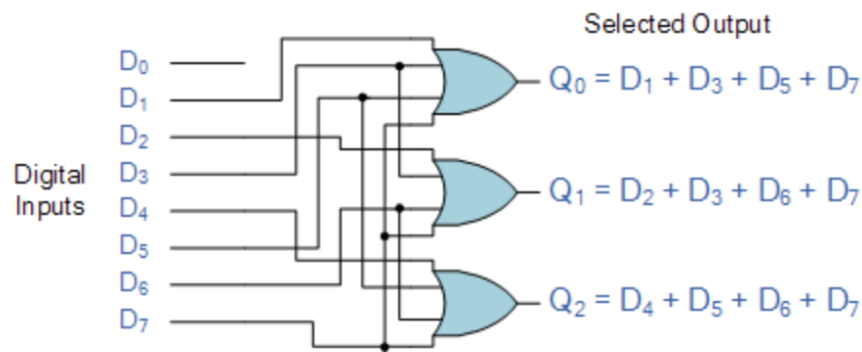 Selected Output
Digital
Inputs
D₀
D₁
D₂
D₃
D₄
D₅
D₆
D₇
Q₀ = D₁ + D₃ + D₅ + D₇
Q₁ = D₂ + D₃ + D₆ + D₇
Q₂ = D₄ + D₅ + D₆ + D₇